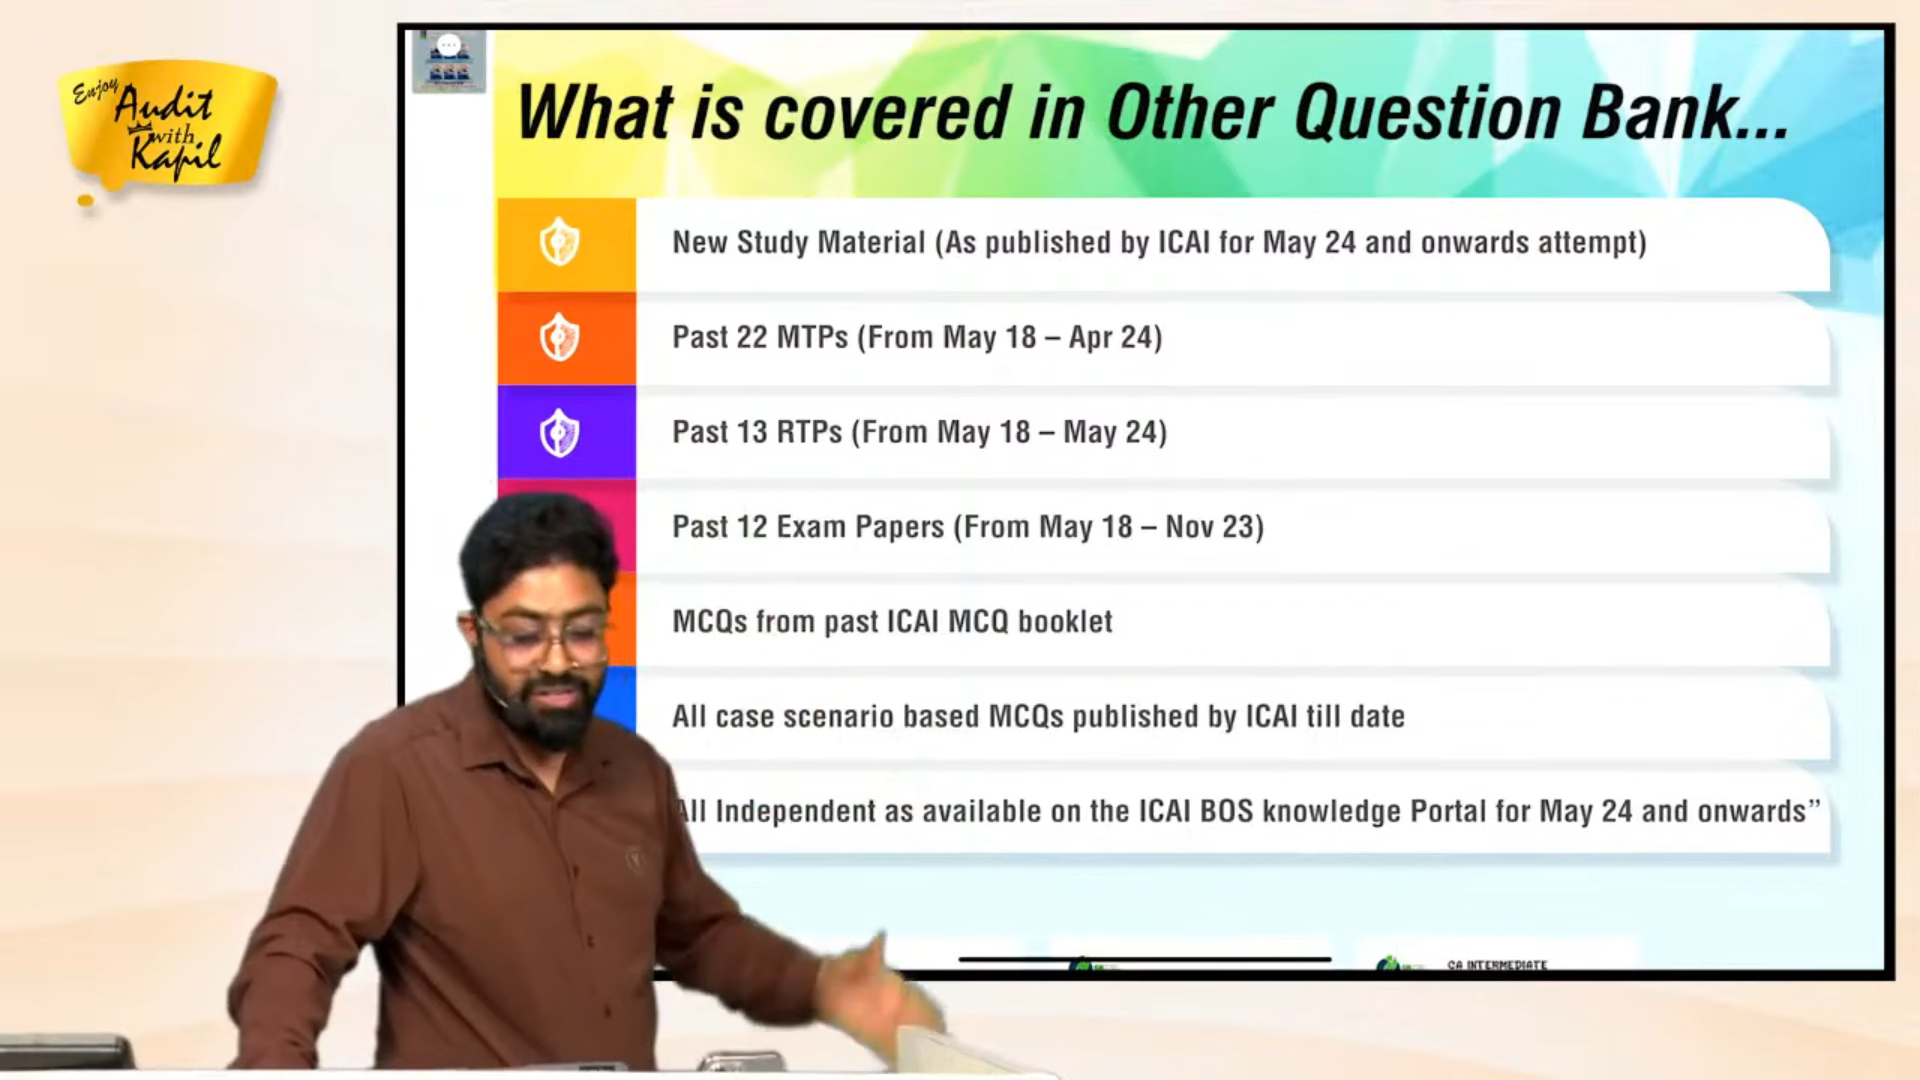 Enjoy
Audit
with
Kapil
What is covered in Other Question Bank...
New Study Material (As published by ICAI for May 24 and onwards attempt)
Past 22 MTPs (From May 18 – Apr 24)
Past 13 RTPs (From May 18 – May 24)
Past 12 Exam Papers (From May 18 – Nov 23)
MCQs from past ICAI MCQ booklet
All case scenario based MCQs published by ICAI till date
All Independent as available on the ICAI BOS knowledge Portal for May 24 and onwards”
CA INTERMEDIATE